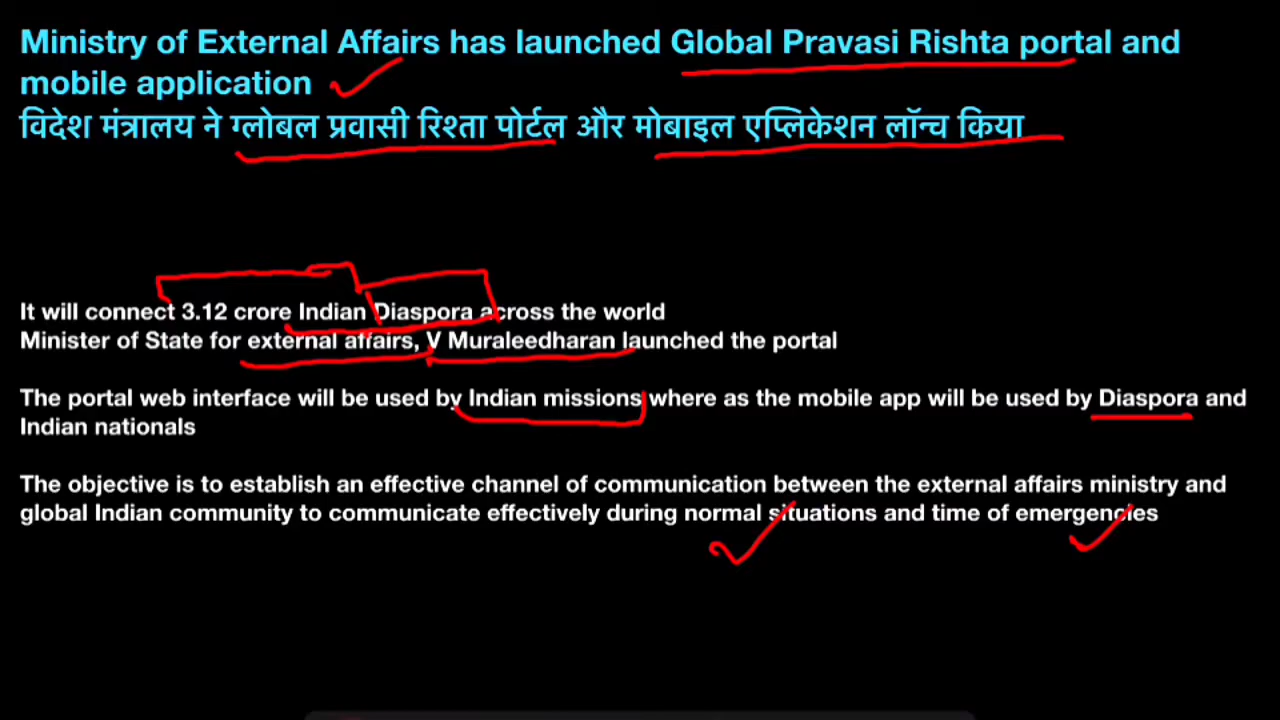 Ministry of External Affairs has launched Global Pravasi Rishta portal and
mobile application
विदेश मंत्रालय ने ग्लोबल प्रवासी रिश्ता पोर्टल और मोबाइल एप्लिकेशन लॉन्च किया
It will connect 3.12 crore Indian Diaspora across the world
Minister of State for external affairs, V Muraleedharan launched the portal
The portal web interface will be used by Indian missions where as the mobile app will be used by Diaspora and
Indian nationals
The objective is to establish an effective channel of communication between the external affairs ministry and
global Indian community to communicate effectively during normal situations and time of emergencies